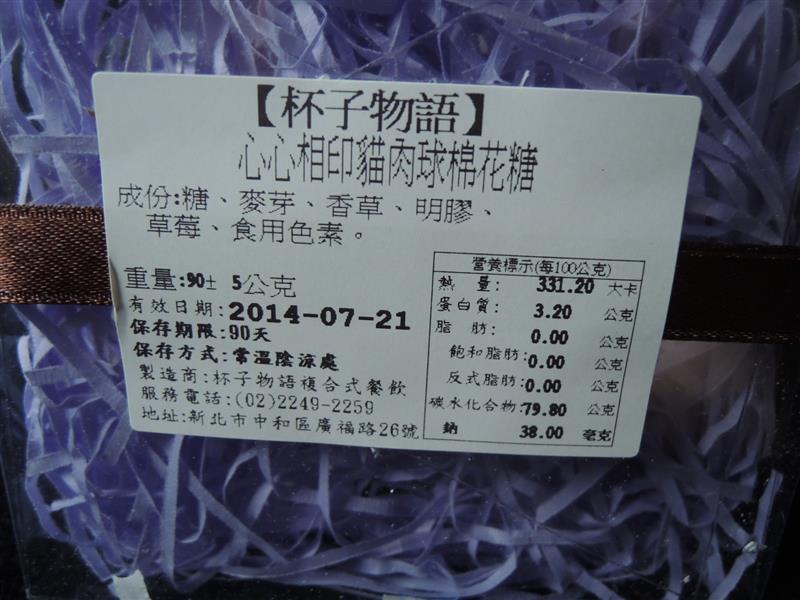 【杯子物語】
心心相印貓肉球棉花糖
成份:糖、麥芽、香草、明膠、
草莓、食用色素。
重量:90± 5公克
有效日期:2014-07-21
保存期限:90天
保存方式:常溫陰涼處
製造商:杯子物語複合式餐飲
服務電話:(02)2249-2259
地址:新北市中和區廣福路26號
營養標示(每100公克)
熱 量: 331.20 大卡
蛋白質: 3.20 公克
脂 肪: 0.00 公克
飽和脂肪:0.00 公克
反式脂肪:0.00 公克
碳水化合物:79.80 公克
鈉 38.00 毫克